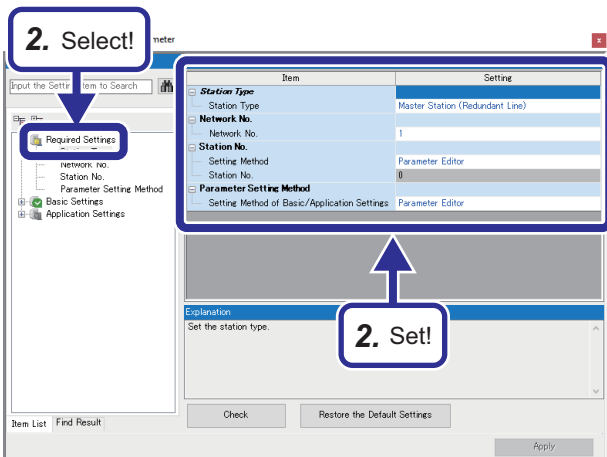 2. Select!
meter
Input the Setting Item to Search
Item Setting
Station Type
Station Type Master Station (Redundant Line)
Network No.
Network No. 1
Station No.
Setting Method Parameter Editor
Station No. 0
Parameter Setting Method
Setting Method of Basic/Application Settings Parameter Editor
Required Settings
Network No.
Station No.
Parameter Setting Method
Basic Settings
Application Settings
2. Set!
Explanation
Set the station type.
Check Restore the Default Settings
Item List Find Result
Apply